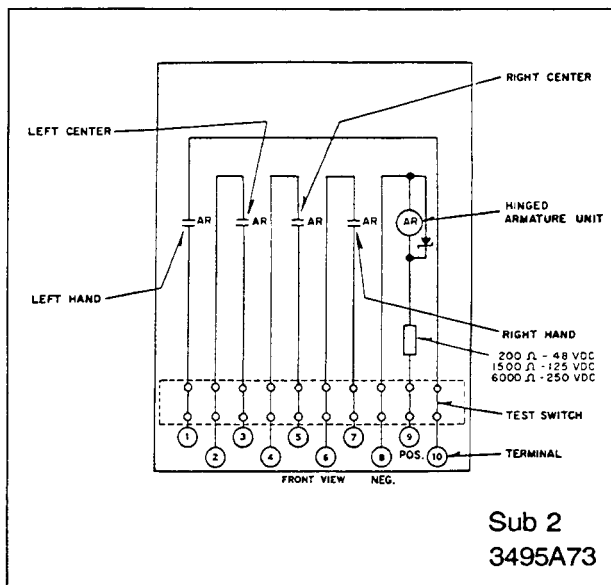 RIGHT CENTER
LEFT CENTER
AR
AR
AR
AR
AR
HINGED
ARMATURE UNIT
LEFT HAND
RIGHT HAND
200 Ω - 48 VDC
1500 Ω - 125 VDC
6000 Ω - 250 VDC
TEST SWITCH
1 3 5 7 9
2 4 6 8 POS. 10
TERMINAL
FRONT VIEW NEG.
Sub 2
3495A73